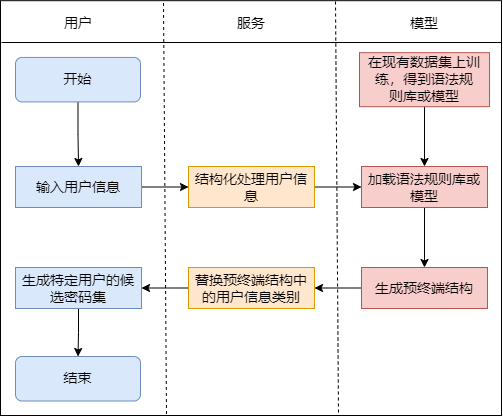 用户
服务
模型
开始
在现有数据集上训
练，得到语法规
则库或模型
输入用户信息
结构化处理用户信
息
加载语法规则库或
模型
生成特定用户的候
选密码集
替换预终端结构中
的用户信息类别
生成预终端结构
结束